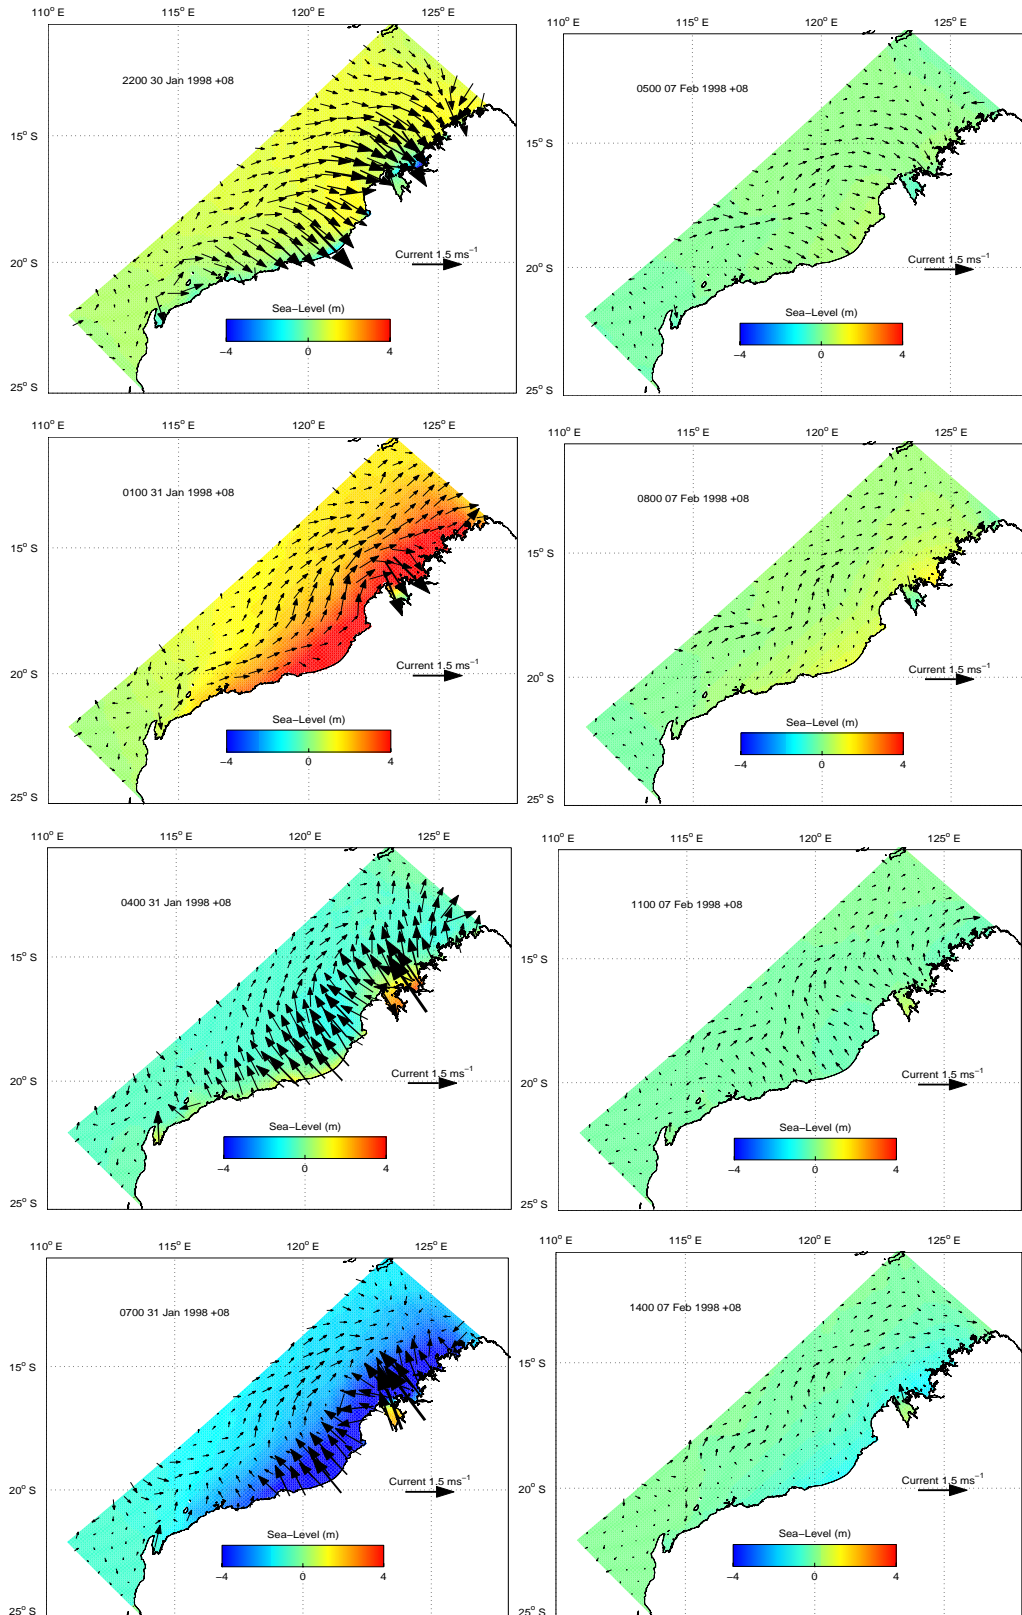 110° E 115° E 120° E 125° E
2200 30 Jan 1998 +08
15° S
20° S
Current 1.5 ms⁻¹
Sea−Level (m)
−4 0 4
25° S
110° E 115° E 120° E 125° E
0500 07 Feb 1998 +08
15° S
20° S
Current 1.5 ms⁻¹
Sea−Level (m)
−4 0 4
25° S
110° E 115° E 120° E 125° E
0100 31 Jan 1998 +08
15° S
20° S
Current 1.5 ms⁻¹
Sea−Level (m)
−4 0 4
25° S
110° E 115° E 120° E 125° E
0800 07 Feb 1998 +08
15° S
20° S
Current 1.5 ms⁻¹
Sea−Level (m)
−4 0 4
25° S
110° E 115° E 120° E 125° E
0400 31 Jan 1998 +08
15° S
20° S
Current 1.5 ms⁻¹
Sea−Level (m)
−4 0 4
25° S
110° E 115° E 120° E 125° E
1100 07 Feb 1998 +08
15° S
20° S
Current 1.5 ms⁻¹
Sea−Level (m)
−4 0 4
25° S
110° E 115° E 120° E 125° E
0700 31 Jan 1998 +08
15° S
20° S
Current 1.5 ms⁻¹
Sea−Level (m)
−4 0 4
25° S
110° E 115° E 120° E 125° E
1400 07 Feb 1998 +08
15° S
20° S
Current 1.5 ms⁻¹
Sea−Level (m)
−4 0 4
25° S